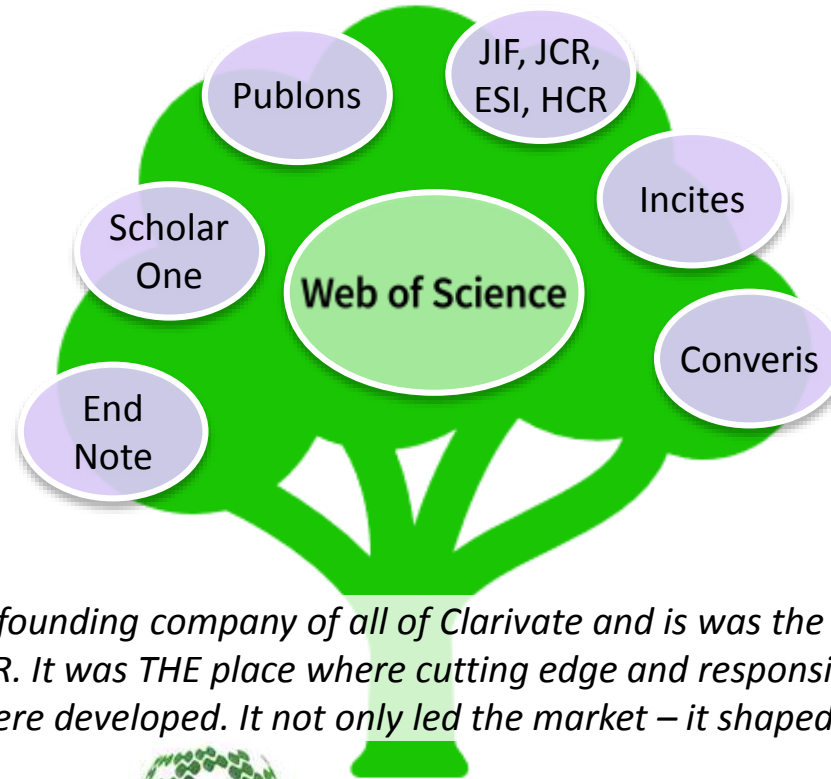 JIF, JCR,
ESI, HCR
Publons
Incites
Scholar
One
Web of Science
Converis
End
Note
founding company of all of Clarivate and is was the
R. It was THE place where cutting edge and responsi
ere developed. It not only led the market – it shaped